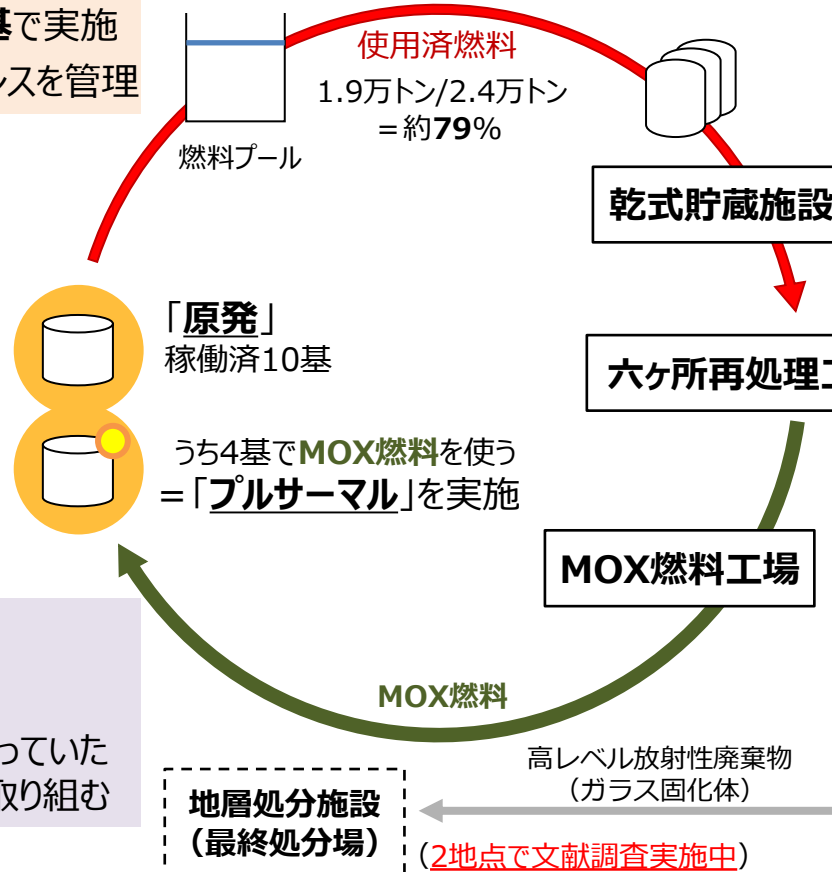 基で実施
スを管理
使用済燃料
1.9万トン/2.4万トン
＝約79%
燃料プール
乾式貯蔵施設
「原発」
稼働済10基
六ヶ所再処理
うち4基でMOX燃料を使う
＝「プルサーマル」を実施
MOX燃料工場
MOX燃料
っていた
取り組む
高レベル放射性廃棄物
（ガラス固化体）
地層処分施設
（最終処分場）
（2地点で文献調査実施中）